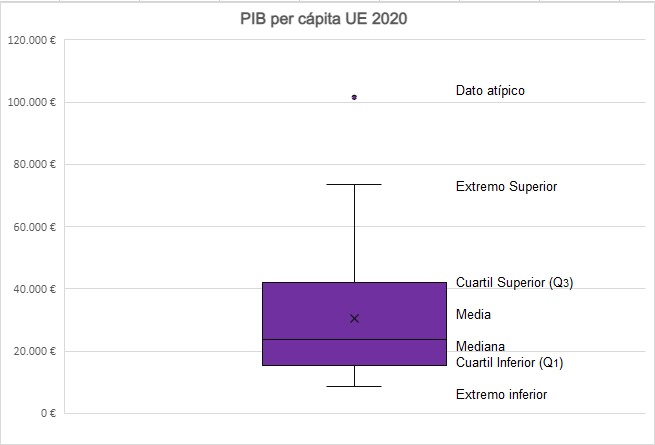 PIB per cápita UE 2020
120.000 €
100.000 €
Dato atípico
80.000 €
Extremo Superior
60.000 €
40.000 €
Cuartil Superior (Q3)
Media
20.000 €
Mediana
Cuartil Inferior (Q1)
Extremo inferior
0 €